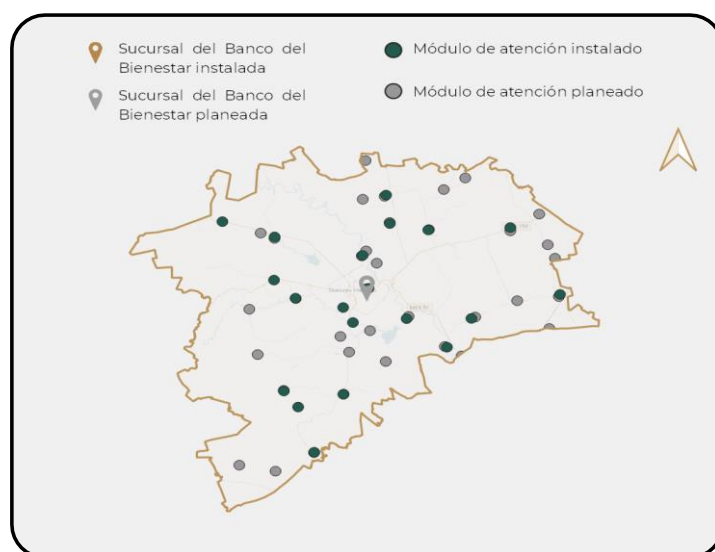 Sucursal del Banco del
Bienestar instalada
Módulo de atención instalado
Sucursal del Banco del
Bienestar planeada
Módulo de atención planeado